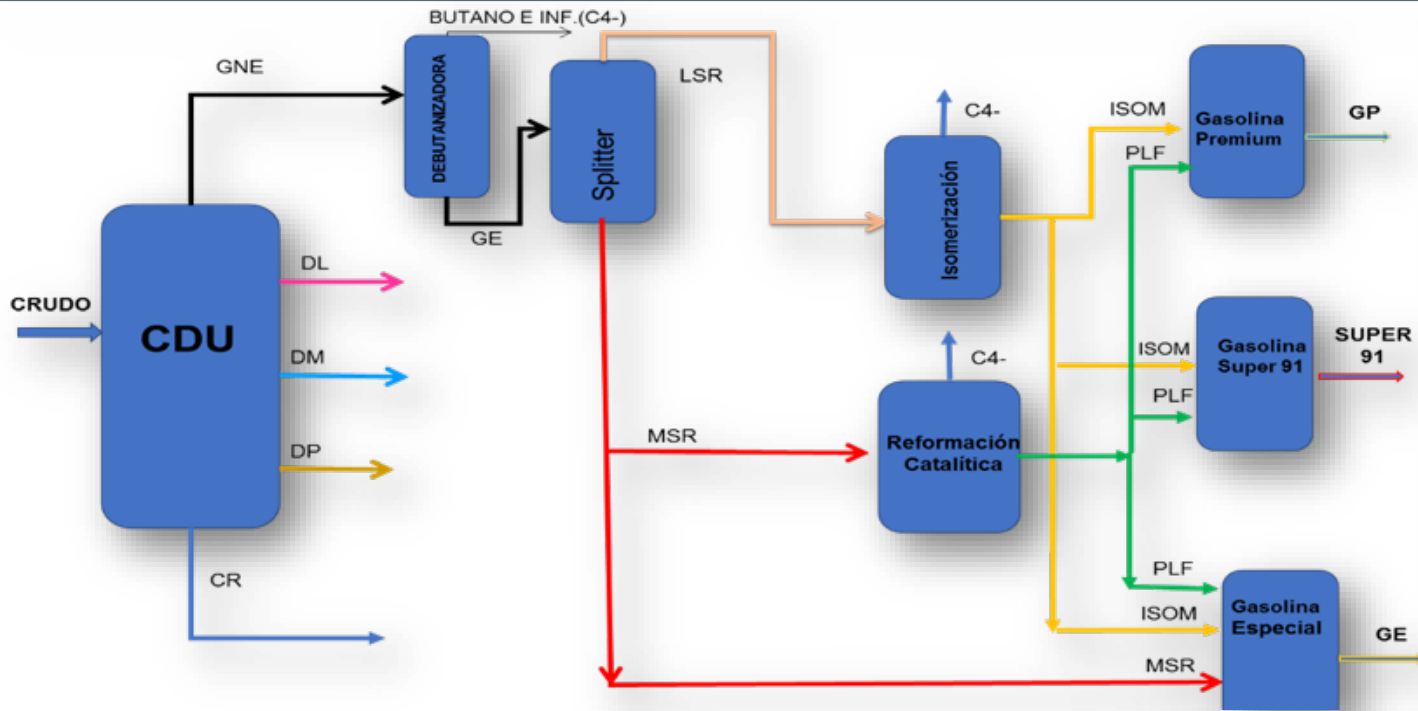 BUTANO E INF.(C4-)
GNE
DEBUTANIZADORA
GE
Splitter
LSR
C4-
Isomerización
ISOM
PLF
Gasolina
Premium
GP
CRUDO
CDU
DL
DM
DP
CR
MSR
C4-
Reformación
Catalítica
ISOM
PLF
Gasolina
Super 91
SUPER
91
PLF
ISOM
MSR
Gasolina
Especial
GE